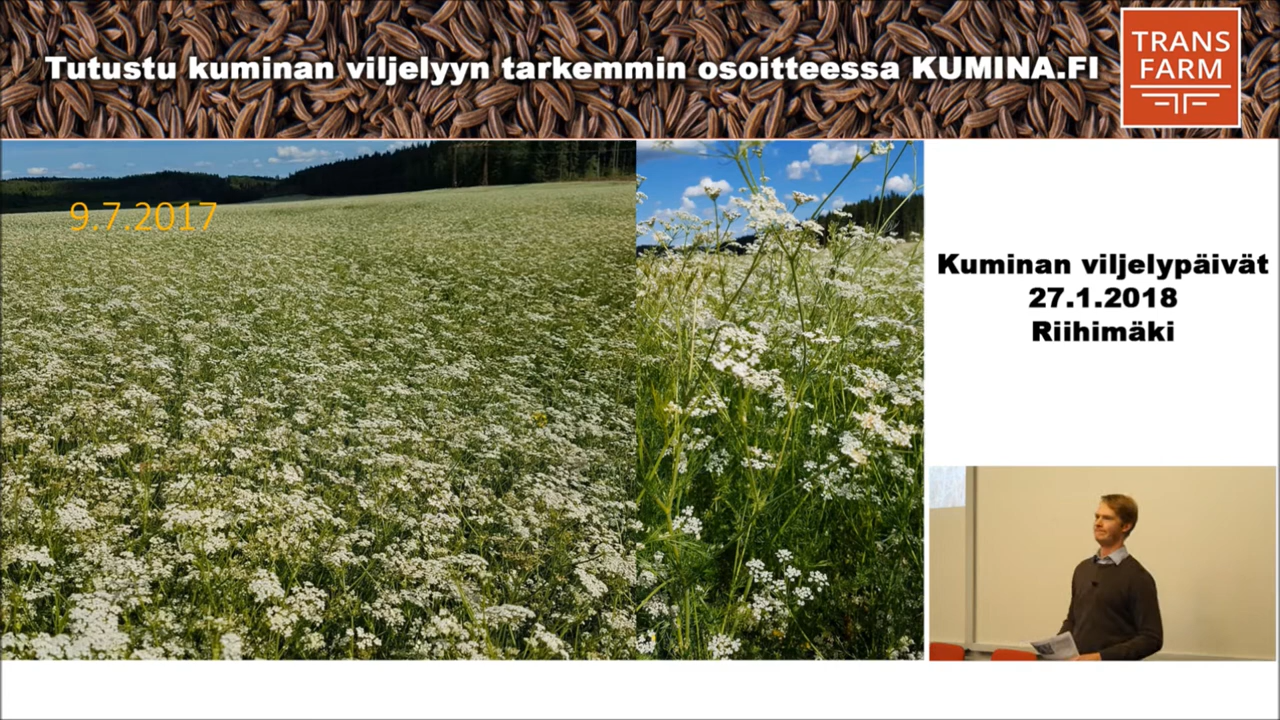 Tutustu kuminan viljelyyn tarkemmin osoitteessa KUMINA.FI
TRANS
FARM
9.7.2017
Kuminan viljelypäivät
27.1.2018
Riihimäki